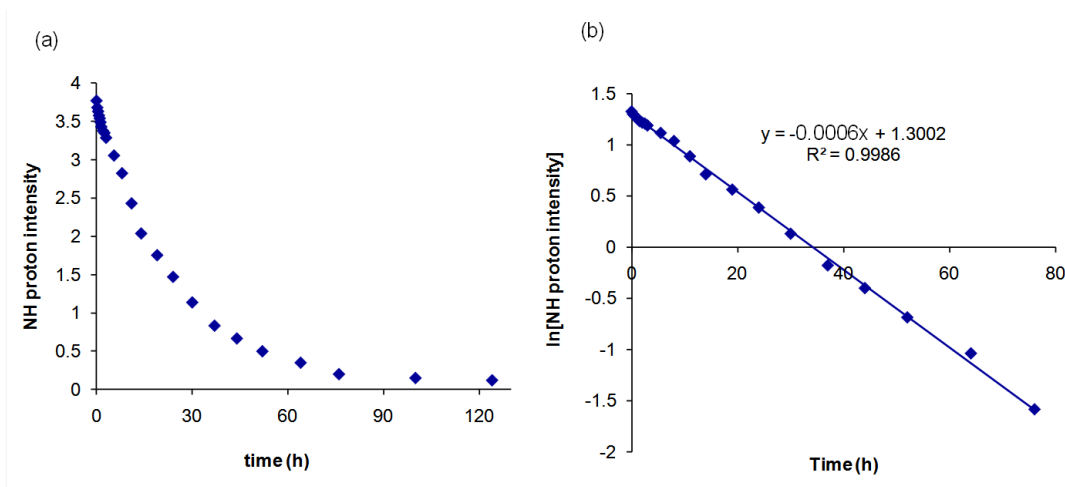 (a)
NH proton intensity
4
3.5
3
2.5
2
1.5
1
0.5
0
0 30 60 90 120
time (h)
(b)
ln[NH proton intensity]
1.5
1
0.5
0
-0.5
-1
-1.5
-2
0 20 40 60 80
y = -0.0006x + 1.3002
R² = 0.9986
Time (h)